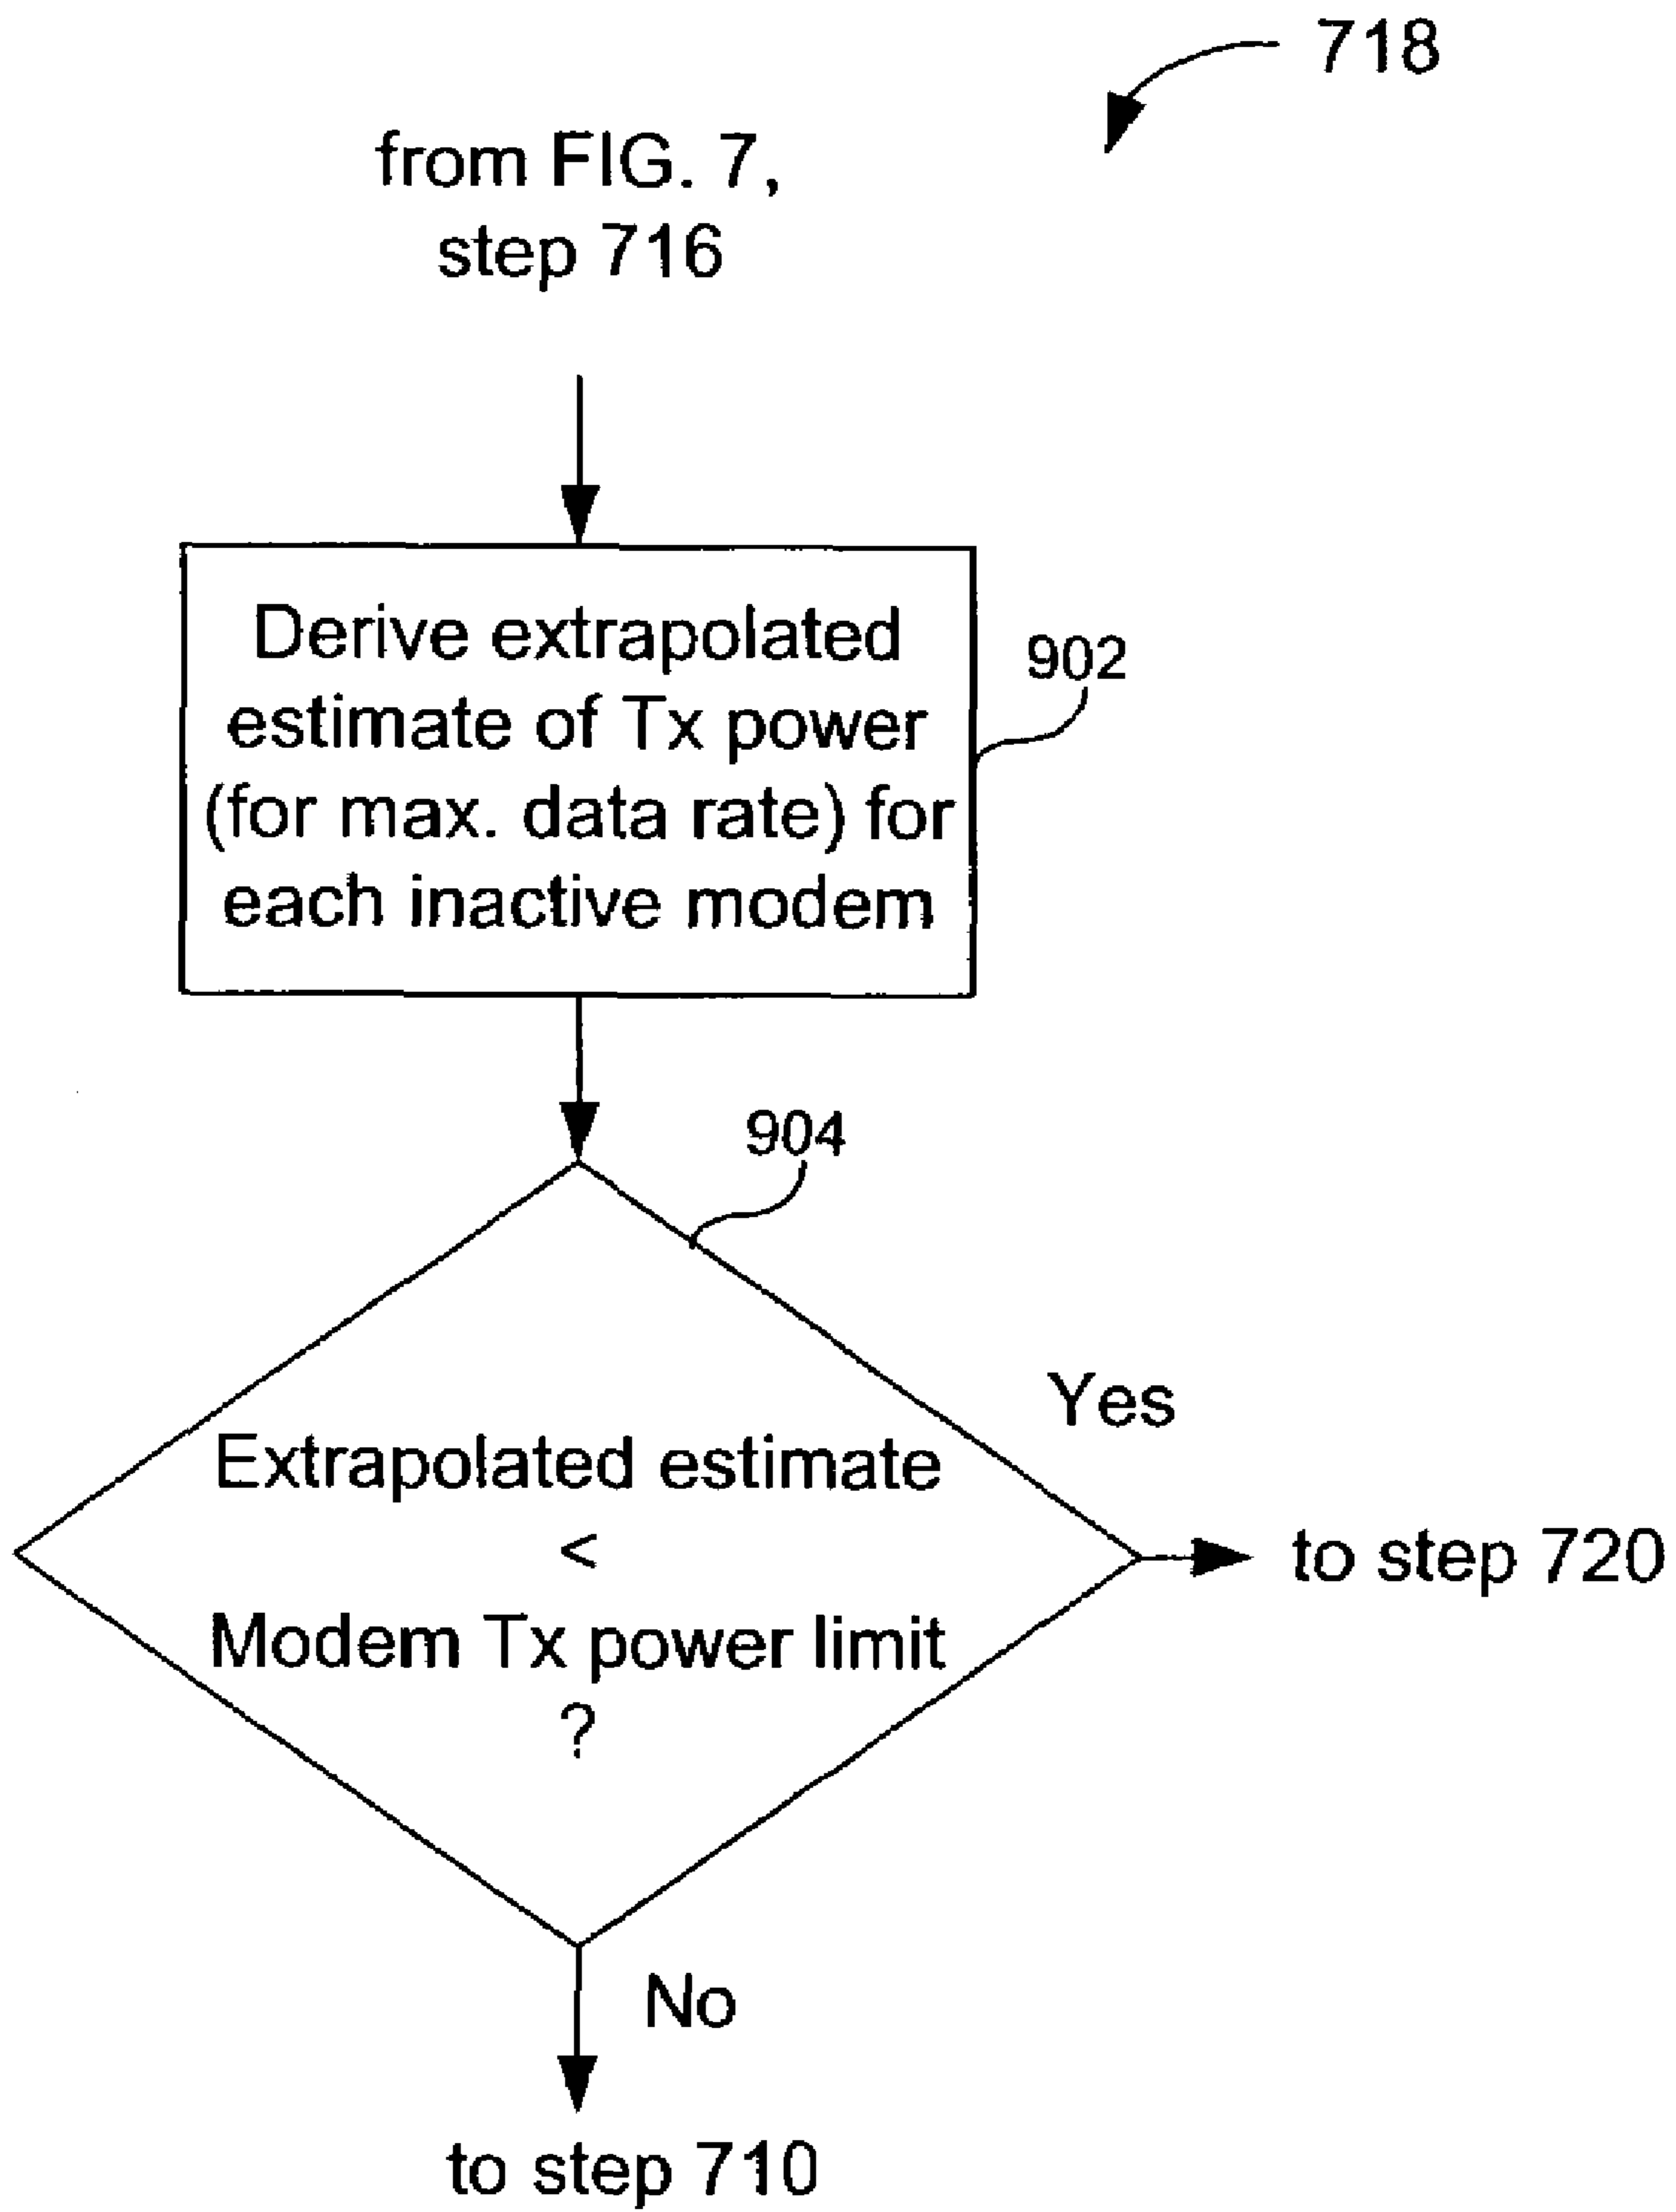 718
from FIG. 7,
step 716
Derive extrapolated
estimate of Tx power
(for max. data rate) for
each inactive modem
902
904
Yes
Extrapolated estimate
<
Modem Tx power limit
?
to step 720
No
to step 710